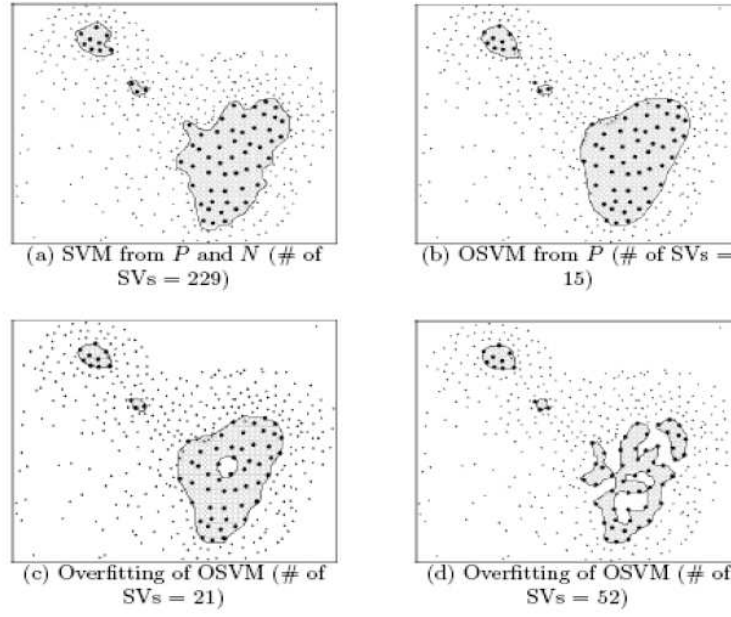 (a) SVM from P and N (# of
SVs = 229)
(b) OSVM from P (# of SVs =
15)
(c) Overfitting of OSVM (# of
SVs = 21)
(d) Overfitting of OSVM (# of
SVs = 52)